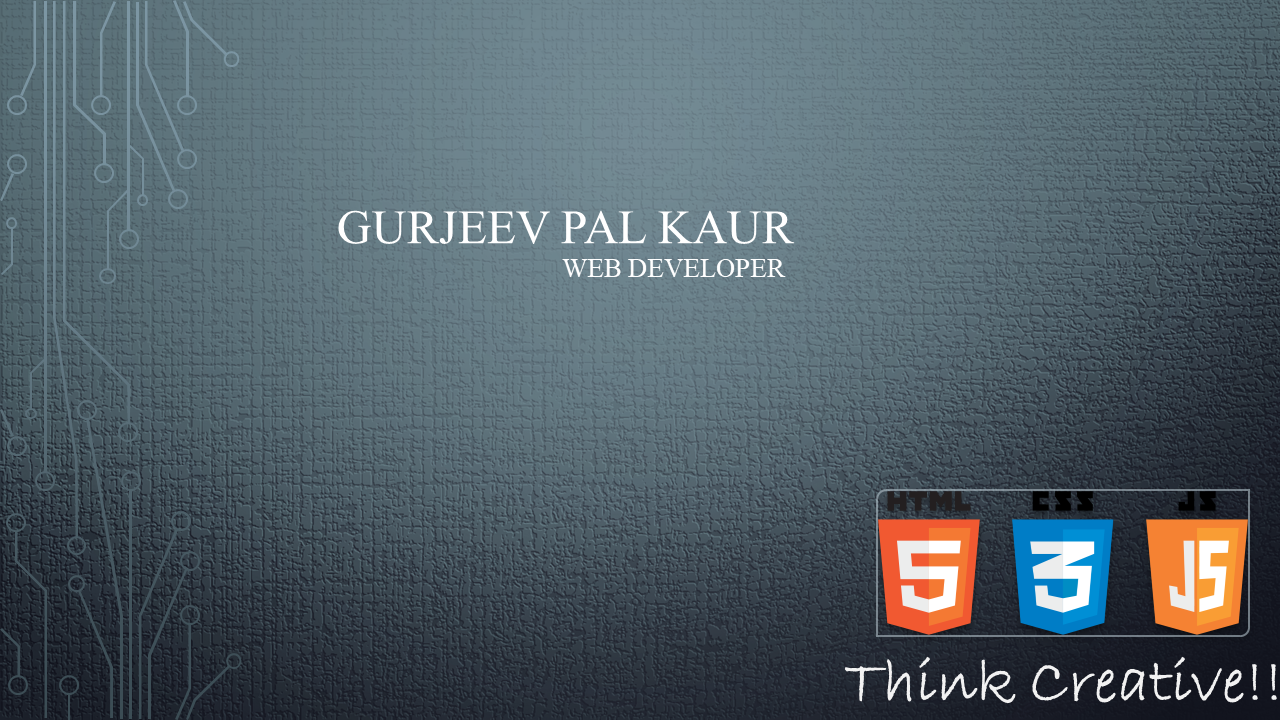 GURJEEV PAL KAUR
WEB DEVELOPER
HTML CSS JS
5 3 JS
Think Creative!!